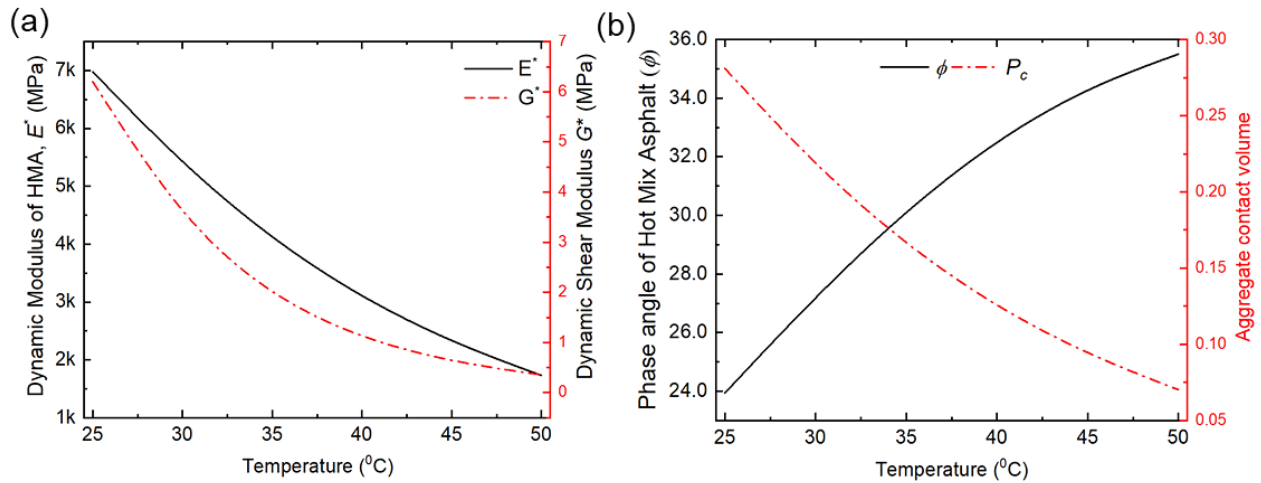 (a)
Dynamic Modulus of HMA, E* (MPa)
7k
6k
5k
4k
3k
2k
1k
E*
G*
7
6
5
4
3
2
1
0
Dynamic Shear Modulus G* (MPa)
25 30 35 40 45 50
Temperature (⁰C)
(b)
Phase angle of Hot Mix Asphalt (ϕ)
36.0
34.0
32.0
30.0
28.0
26.0
24.0
ϕ
Pc
0.30
0.25
0.20
0.15
0.10
0.05
Aggregate contact volume
25 30 35 40 45 50
Temperature (⁰C)